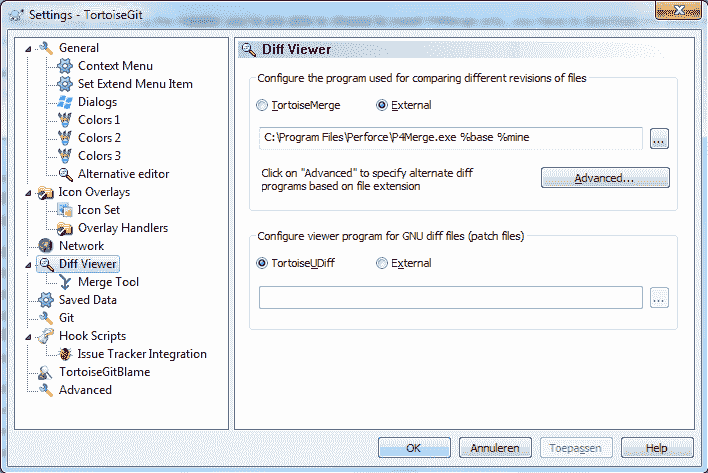 Settings - TortoiseGit
General
Context Menu
Set Extend Menu Item
Dialogs
Colors 1
Colors 2
Colors 3
Alternative editor
Icon Overlays
Icon Set
Overlay Handlers
Network
Diff Viewer
Merge Tool
Saved Data
Git
Hook Scripts
Issue Tracker Integration
TortoiseGitBlame
Advanced
Diff Viewer
Configure the program used for comparing different revisions of files
TortoiseMerge External
C:\Program Files\Perforce\P4Merge.exe %base %mine ...
Click on "Advanced" to specify alternate diff
programs based on file extension
Advanced...
Configure viewer program for GNU diff files (patch files)
TortoiseUDiff External
...
OK Annuleren Toepassen Help